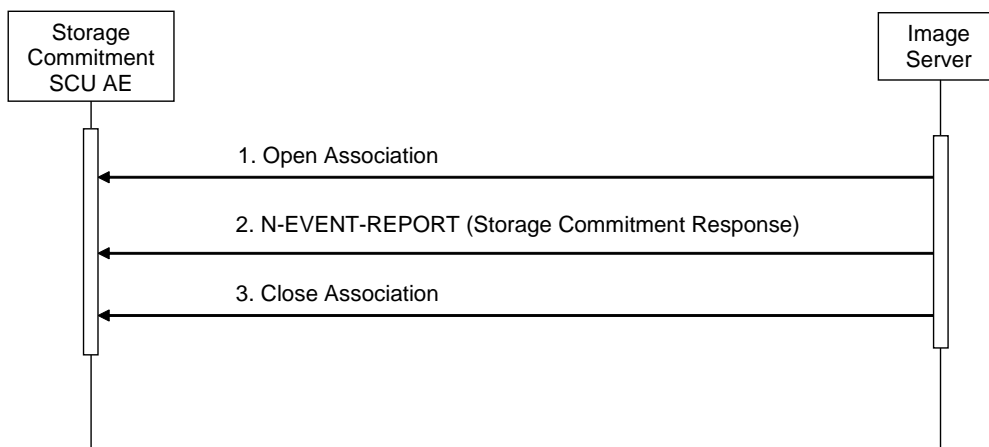 Storage
Commitment
SCU AE
Image
Server
1. Open Association
2. N-EVENT-REPORT (Storage Commitment Response)
3. Close Association